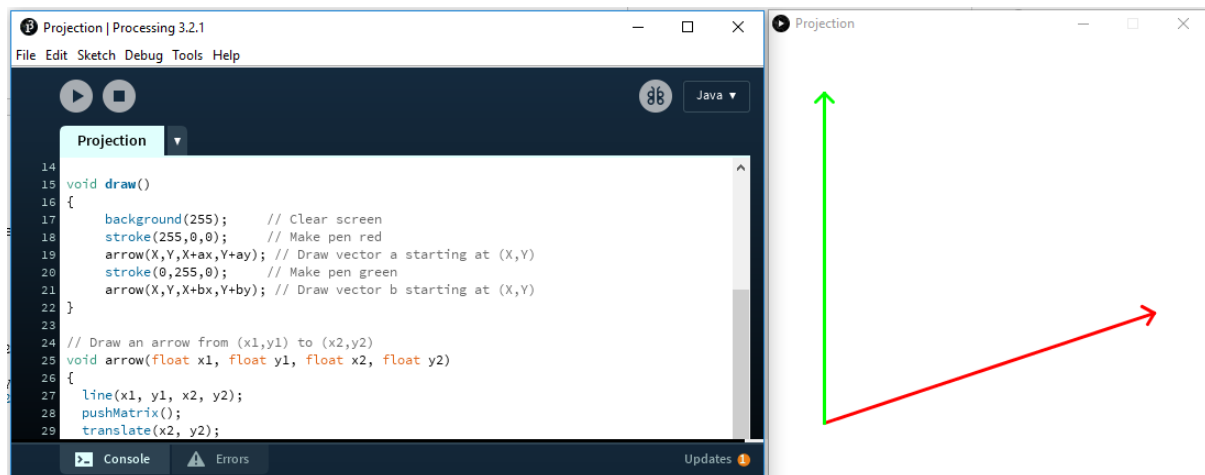 Projection | Processing 3.2.1
File Edit Sketch Debug Tools Help
Java ▼
Projection ▼
14
15 void draw()
16 {
17 background(255); // Clear screen
18 stroke(255,0,0); // Make pen red
19 arrow(X,Y,X+ax,Y+ay); // Draw vector a starting at (X,Y)
20 stroke(0,255,0); // Make pen green
21 arrow(X,Y,X+bx,Y+by); // Draw vector b starting at (X,Y)
22 }
23
24 // Draw an arrow from (x1,y1) to (x2,y2)
25 void arrow(float x1, float y1, float x2, float y2)
26 {
27 line(x1, y1, x2, y2);
28 pushMatrix();
29 translate(x2, y2);
Console Errors Updates 1
Projection